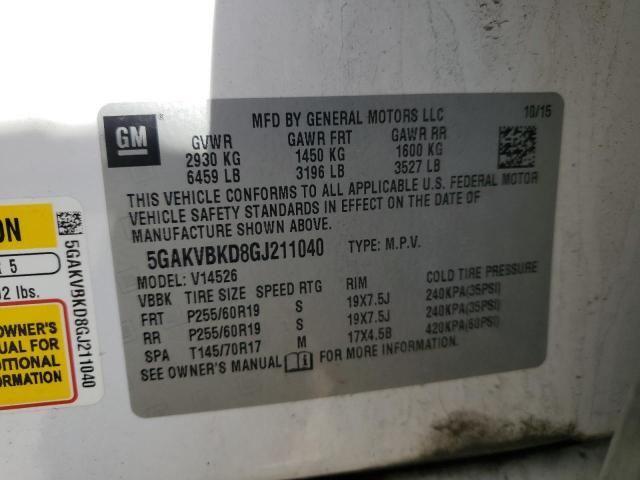 MFD BY GENERAL MOTORS LLC 10/15
GM
GVWR GAWR FRT GAWR RR
2930 KG 1450 KG 1600 KG
6459 LB 3196 LB 3527 LB
THIS VEHICLE CONFORMS TO ALL APPLICABLE U.S. FEDERAL MOTOR
VEHICLE SAFETY STANDARDS IN EFFECT ON THE DATE OF
MANUFACTURE SHOWN ABOVE.
5GAKVBKD8GJ211040 TYPE: M.P.V.
MODEL: V14526
VBBK TIRE SIZE SPEED RTG RIM COLD TIRE PRESSURE
FRT P255/60R19 S 19X7.5J 240KPA(35PSI)
RR P255/60R19 S 19X7.5J 240KPA(35PSI)
SPA T145/70R17 M 17X4.5B 420KPA(60PSI)
SEE OWNER'S MANUAL i FOR MORE INFORMATION.
ON
5
2 lbs.
OWNER'S
UAL FOR
DITIONAL
ORMATION
5GAKVBKD8GJ211040